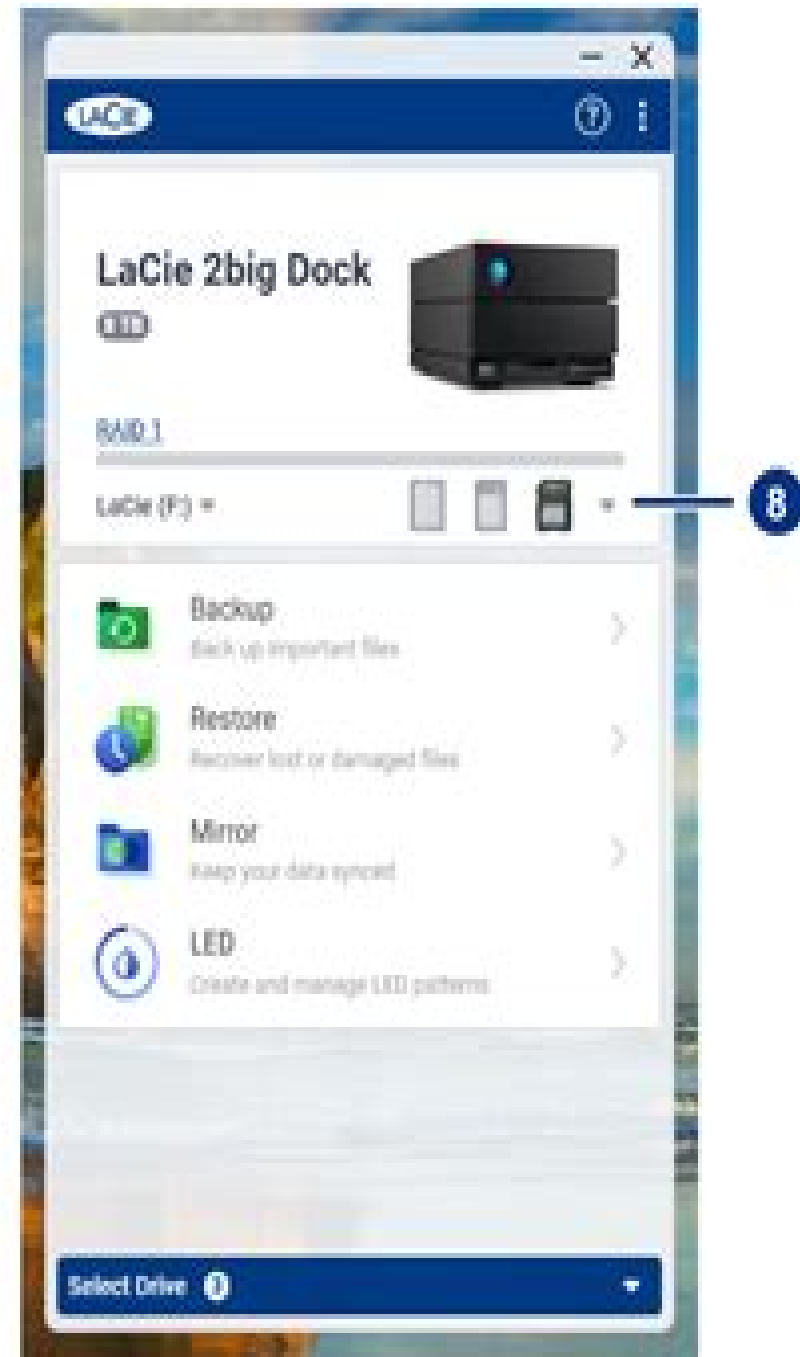 LACIE
?
LaCie 2big Dock
RAID 1
LaCie (F:)
8
Backup
Back up important files
Restore
Recover lost or damaged files
Mirror
Keep your data synced
LED
Create and manage LED patterns
Select Drive